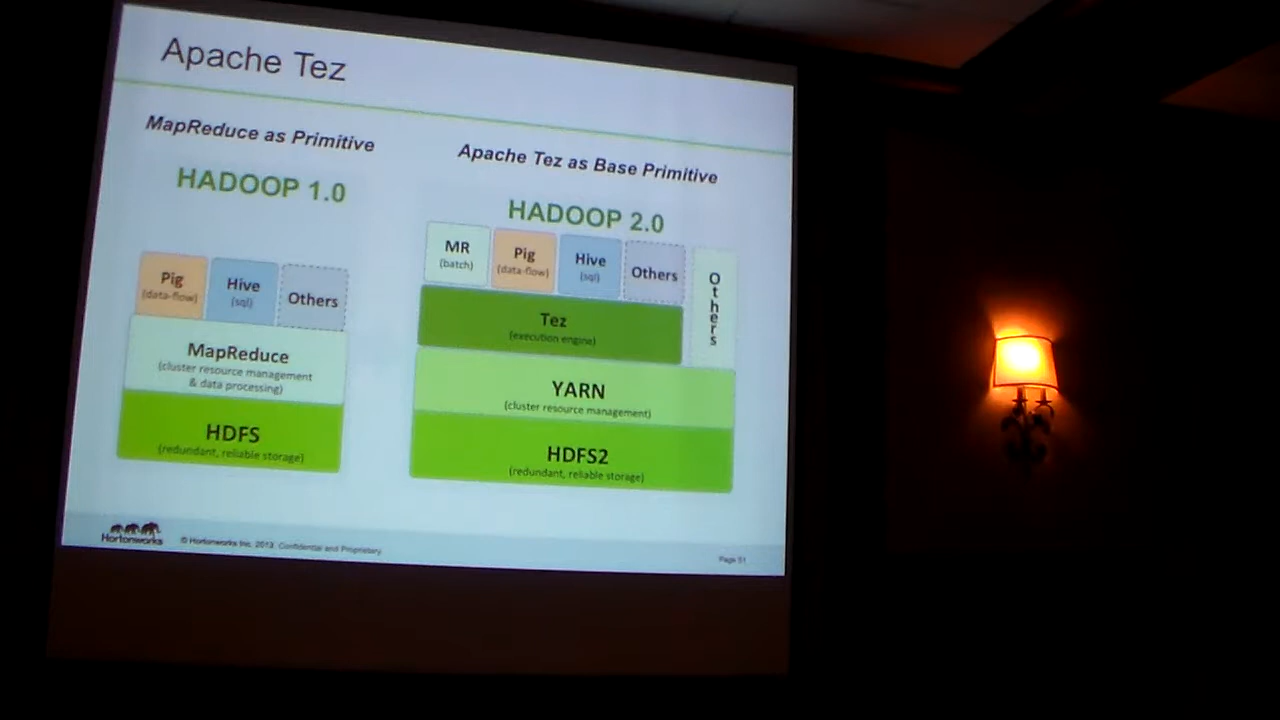 Apache Tez
MapReduce as Primitive
HADOOP 1.0
Pig
(data-flow)
Hive
(sql)
Others
MapReduce
(cluster resource management
& data processing)
HDFS
(redundant, reliable storage)
Apache Tez as Base Primitive
HADOOP 2.0
MR
(batch)
Pig
(data-flow)
Hive
(sql)
Others
Others
Tez
(execution engine)
YARN
(cluster resource management)
HDFS2
(redundant, reliable storage)
Hortonworks
© Hortonworks Inc. 2013. Confidential and Proprietary
Page 51